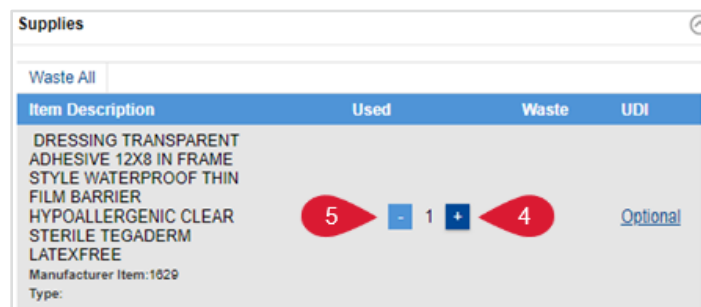 Supplies
Waste All
Item Description Used Waste UDI
DRESSING TRANSPARENT
ADHESIVE 12X8 IN FRAME
STYLE WATERPROOF THIN
FILM BARRIER
HYPOALLERGENIC CLEAR
STERILE TEGADERM
LATEXFREE
5 - 1 + 4
Optional
Manufacturer Item:1629
Type: